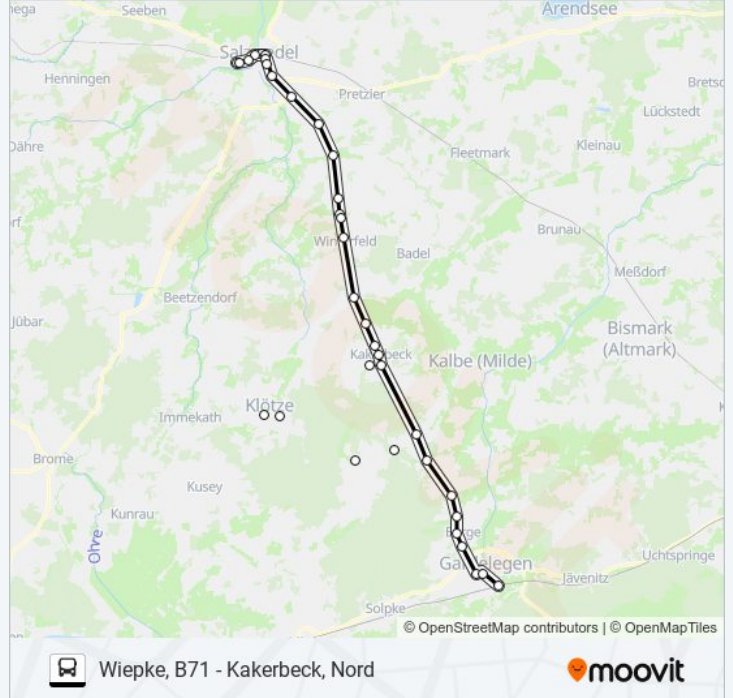 Seeben
Arendsee
Salzwedel
Henningen
Pretzier
Lückstedt
Dähre
Fleetmark
Kleinau
Brunau
Winterfeld
Badel
Meßdorf
Beetzendorf
Jübar
Bismark
(Altmark)
Kakerbeck
Kalbe (Milde)
Klötze
Immekath
Brome
Kusey
Kunrau
Ohre
Berge
Uchtspringe
Gardelegen
Jävenitz
Solpke
© OpenStreetMap contributors | © OpenMapTiles
Wiepke, B71 - Kakerbeck, Nord
moovit